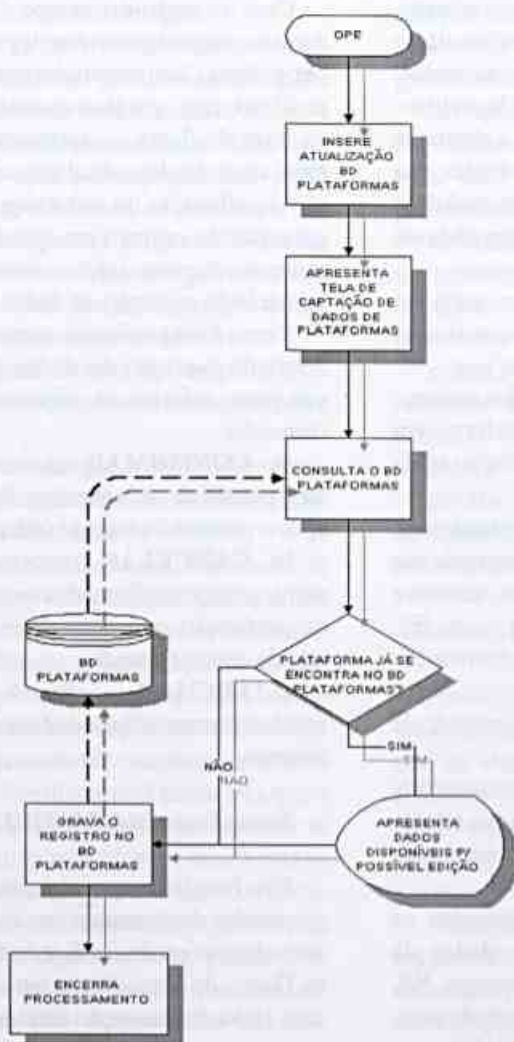 OPE
INSERE
ATUALIZAÇÃO
BD
PLATAFORMAS
APRESENTA
TELA DE
CAPTAÇÃO DE
DADOS DE
PLATAFORMAS
CONSULTA O BD
PLATAFORMAS
BD
PLATAFORMAS
PLATAFORMA JÁ SE
ENCONTRA NO BD
PLATAFORMAS?
SIM
NÃO
GRAVA O
REGISTRO NO
BD
PLATAFORMAS
APRESENTA
DADOS
DISPONÍVEIS P/
POSSÍVEL EDIÇÃO
ENCERRA
PROCESSAMENTO